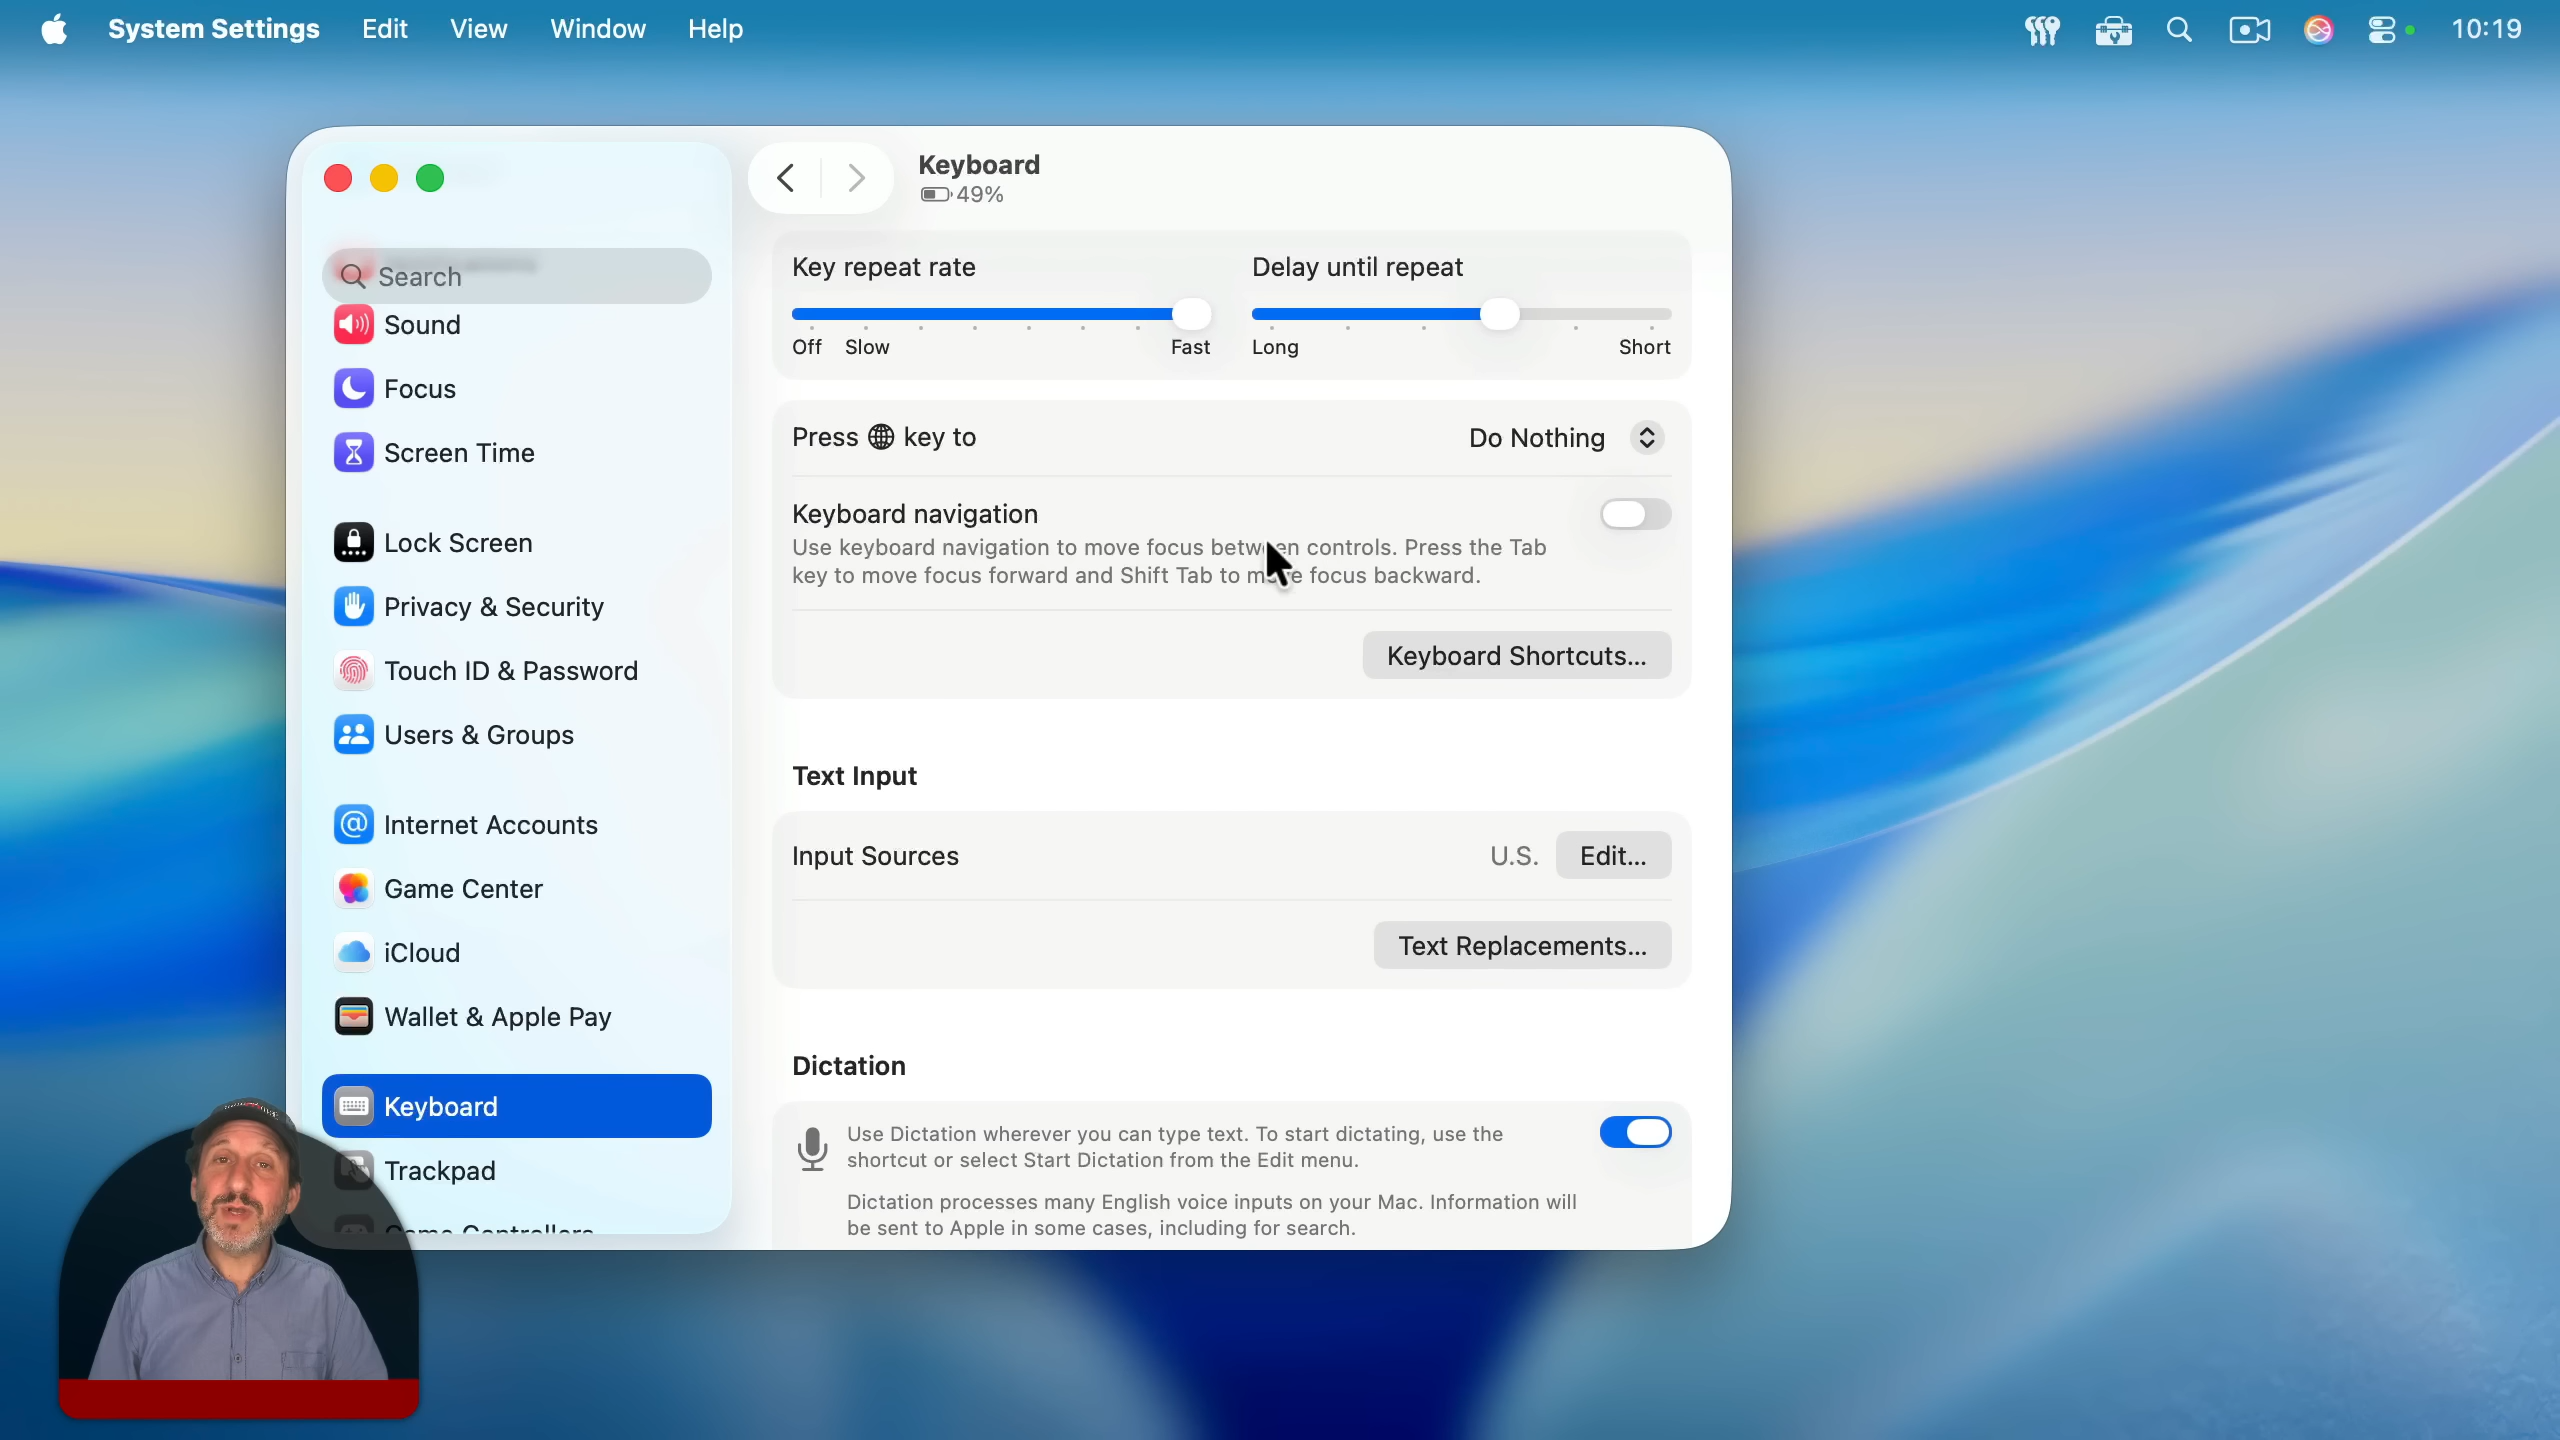 System Settings Edit View Window Help 10:19
Keyboard
49%
Search
Sound
Focus
Screen Time
Lock Screen
Privacy & Security
Touch ID & Password
Users & Groups
Internet Accounts
Game Center
iCloud
Wallet & Apple Pay
Keyboard
Trackpad
Game Controllers
Key repeat rate
Off Slow Fast
Delay until repeat
Long Short
Press key to Do Nothing
Keyboard navigation
Use keyboard navigation to move focus between controls. Press the Tab
key to move focus forward and Shift Tab to move focus backward.
Keyboard Shortcuts...
Text Input
Input Sources U.S. Edit...
Text Replacements...
Dictation
Use Dictation wherever you can type text. To start dictating, use the
shortcut or select Start Dictation from the Edit menu.
Dictation processes many English voice inputs on your Mac. Information will
be sent to Apple in some cases, including for search.